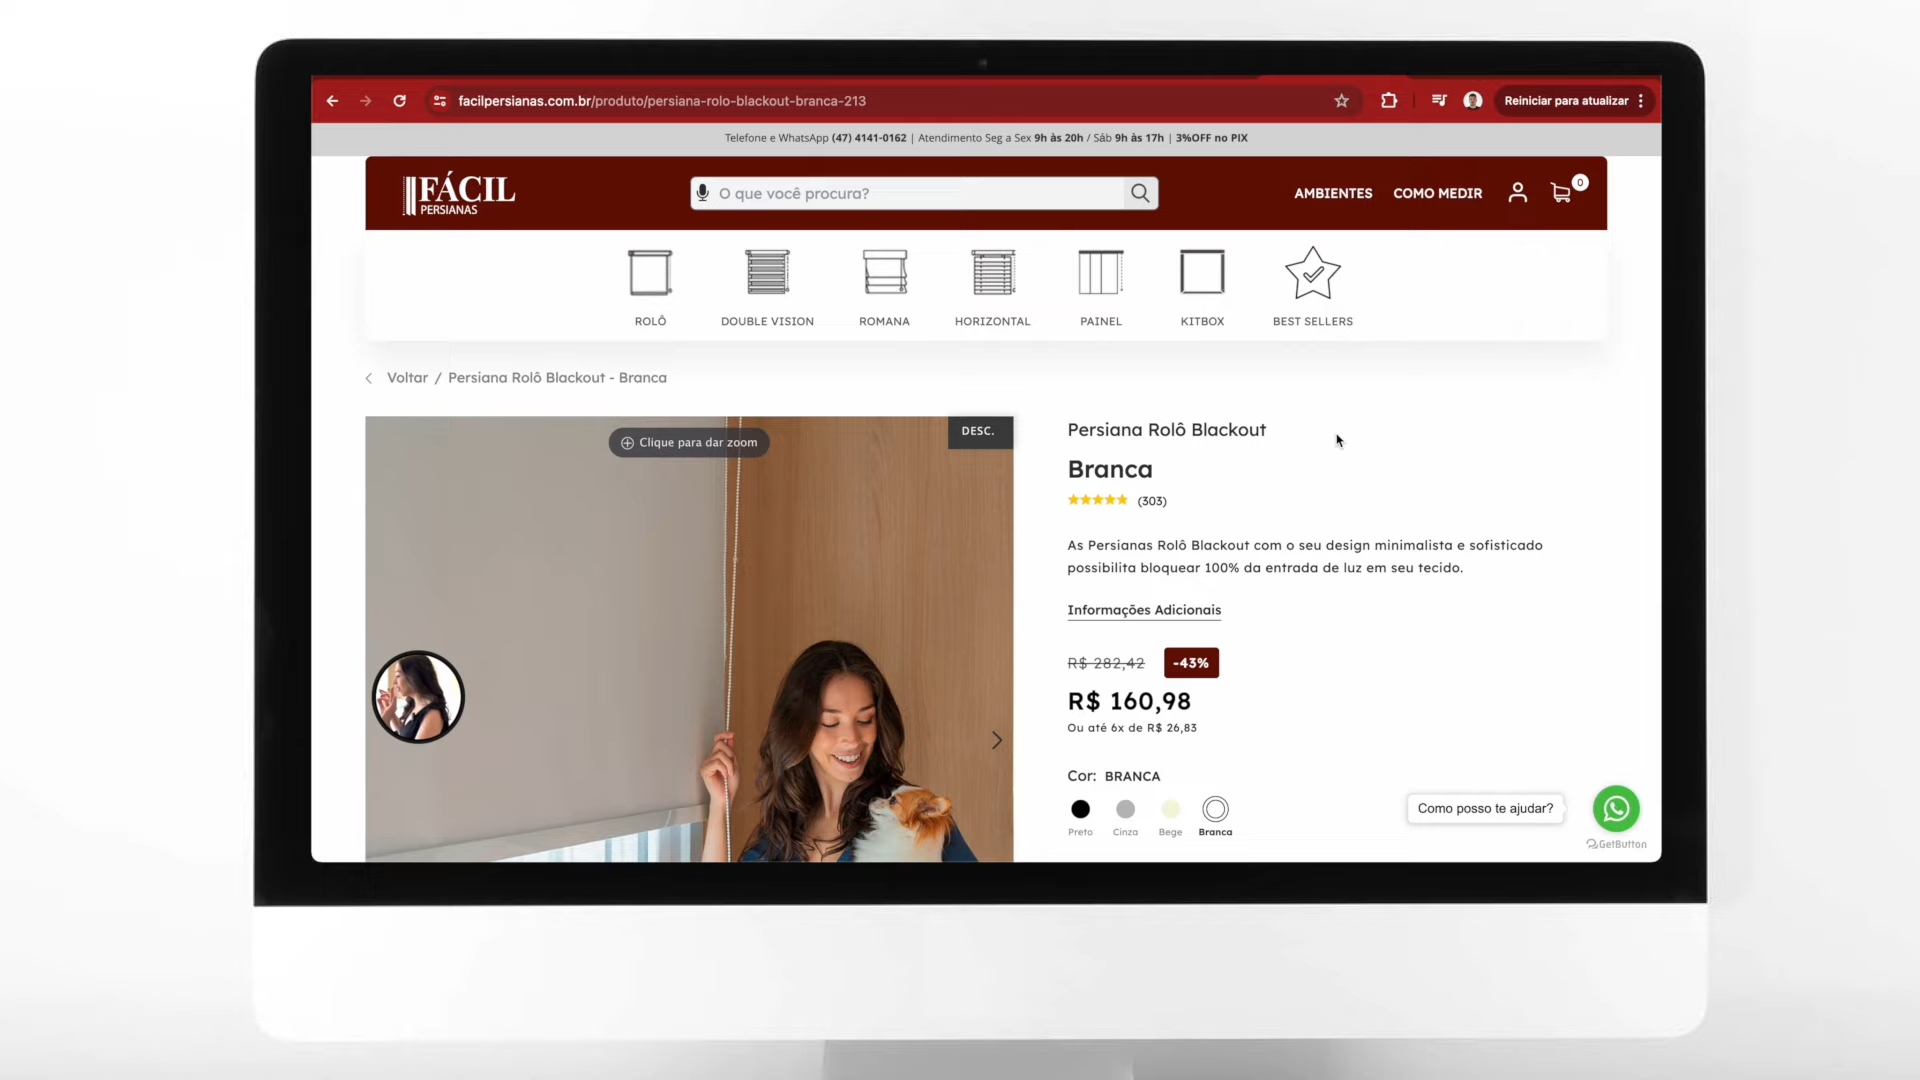 facilpersianas.com.br/produto/persiana-rolo-blackout-branca-213
Reiniciar para atualizar
Telefone e WhatsApp (47) 4141-0162 | Atendimento Seg a Sex 9h às 20h / Sáb 9h às 17h | 3%OFF no PIX
FÁCIL
PERSIANAS
O que você procura?
AMBIENTES
COMO MEDIR
0
ROLÔ
DOUBLE VISION
ROMANA
HORIZONTAL
PAINEL
KITBOX
BEST SELLERS
Voltar / Persiana Rolô Blackout - Branca
Clique para dar zoom
DESC.
Persiana Rolô Blackout
Branca
(303)
As Persianas Rolô Blackout com o seu design minimalista e sofisticado
possibilita bloquear 100% da entrada de luz em seu tecido.
Informações Adicionais
R$ 282,42
-43%
R$ 160,98
Ou até 6x de R$ 26,83
Cor: BRANCA
Preto
Cinza
Bege
Branca
Como posso te ajudar?
GetButton